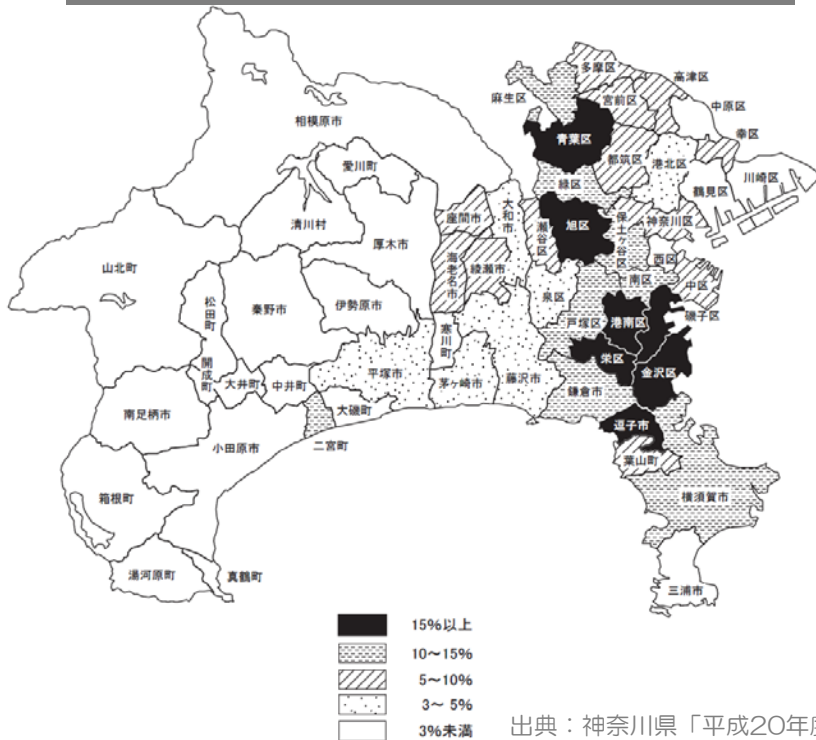 多摩区
高津区
麻生区
宮前区
中原区
相模原市
青葉区
幸区
都筑区
港北区
川崎区
愛川町
緑区
鶴見区
大和市
座間市
瀬谷区
旭区
保土ヶ谷区
神奈川区
清川村
厚木市
西区
海老名市
綾瀬市
山北町
南区
泉区
中区
松田町
秦野市
伊勢原市
戸塚区
港南区
磯子区
寒川町
栄区
金沢区
開成町
大井町
中井町
平塚市
茅ヶ崎市
藤沢市
鎌倉市
南足柄市
大磯町
逗子市
小田原市
二宮町
葉山町
箱根町
横須賀市
湯河原町
真鶴町
三浦市
15%以上
10～15%
5～10%
3～ 5%
3%未満
出典：神奈川県「平成20年度